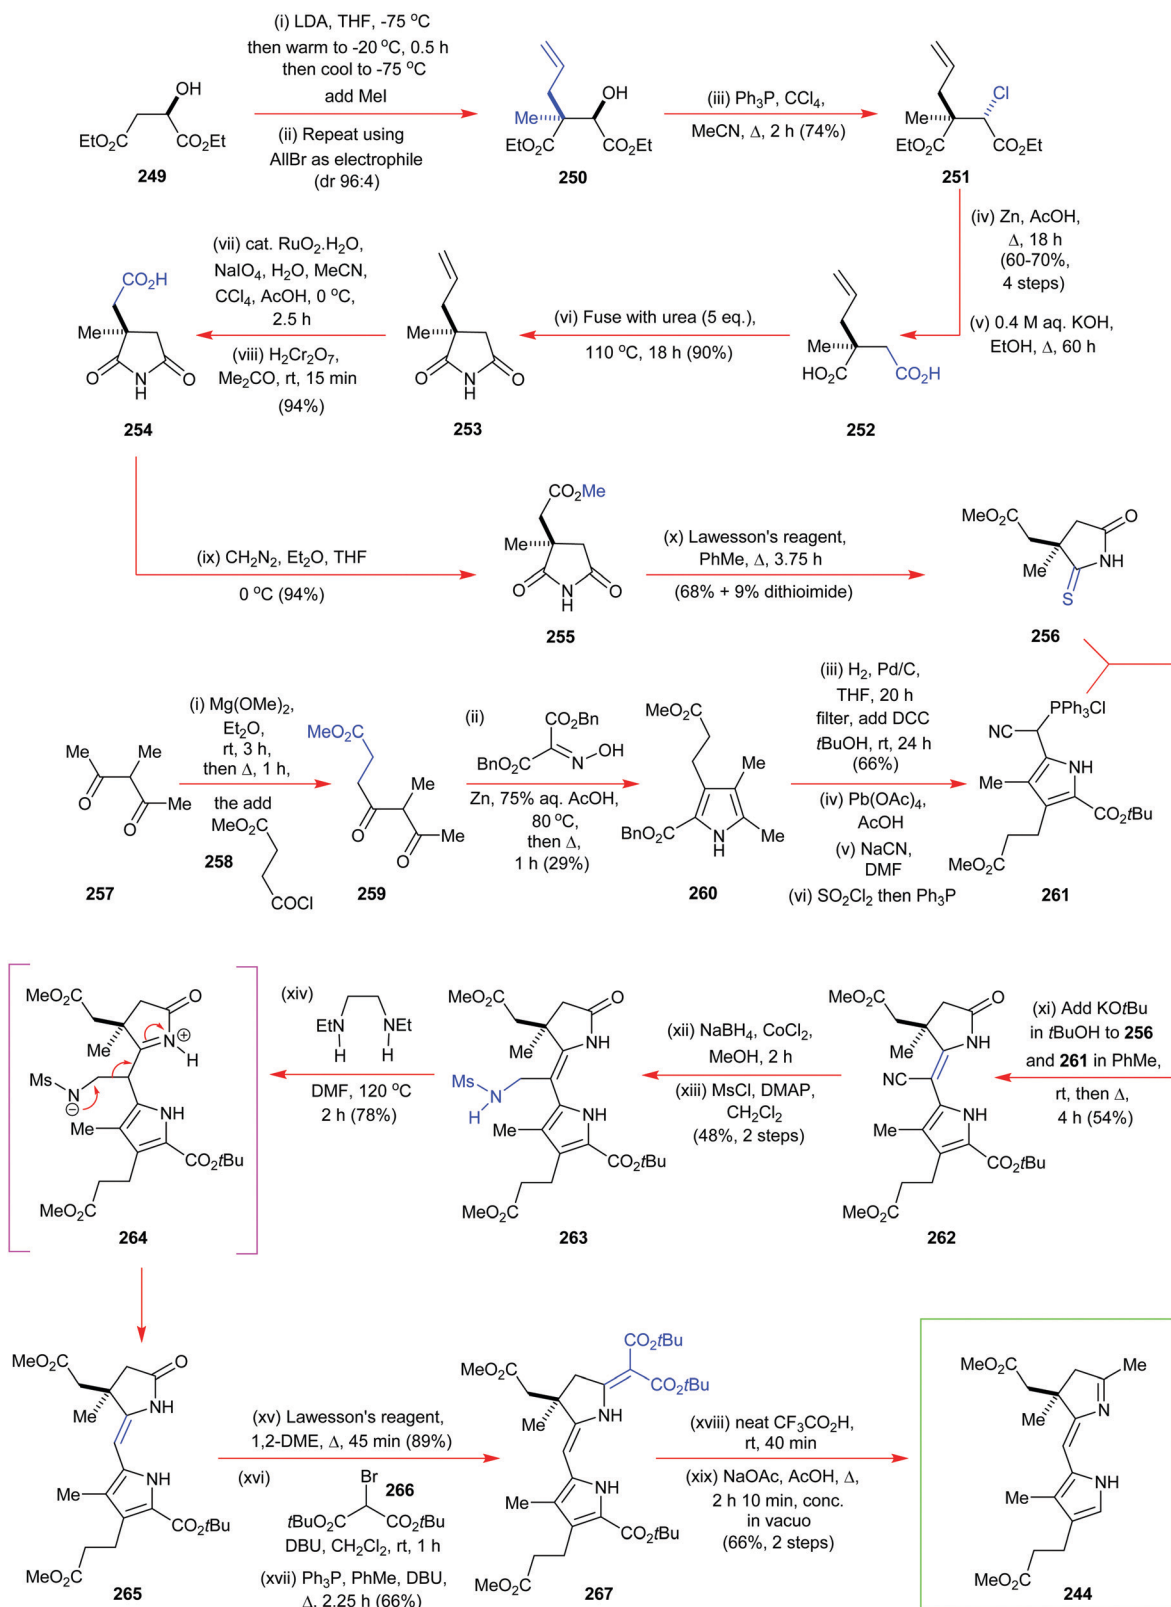 (i) LDA, THF, -75 °C
then warm to -20 °C, 0.5 h
then cool to -75 °C
add MeI
(ii) Repeat using
AllBr as electrophile
(dr 96:4)
OH
EtO₂C
CO₂Et
249
Me
OH
EtO₂C
CO₂Et
250
(iii) Ph₃P, CCl₄,
MeCN, Δ, 2 h (74%)
Cl
Me
EtO₂C
CO₂Et
251
(iv) Zn, AcOH,
Δ, 18 h
(60-70%,
4 steps)
(v) 0.4 M aq. KOH,
EtOH, Δ, 60 h
Me
HO₂C
CO₂H
252
(vi) Fuse with urea (5 eq.),
110 °C, 18 h (90%)
Me
O
N
H
O
253
(vii) cat. RuO₂.H₂O,
NaIO₄, H₂O, MeCN,
CCl₄, AcOH, 0 °C,
2.5 h
(viii) H₂Cr₂O₇,
Me₂CO, rt, 15 min
(94%)
CO₂H
Me
O
N
H
O
254
(ix) CH₂N₂, Et₂O, THF
0 °C (94%)
CO₂Me
Me
O
N
H
O
255
(x) Lawesson's reagent,
PhMe, Δ, 3.75 h
(68% + 9% dithioimide)
MeO₂C
O
NH
Me
S
256
Me
Me
O
Me
O
257
(i) Mg(OMe)₂,
Et₂O,
rt, 3 h,
then Δ, 1 h,
the add
MeO₂C
258
COCl
MeO₂C
Me
O
Me
O
259
(ii)
CO₂Bn
OH
BnO₂C
N
Zn, 75% aq. AcOH,
80 °C,
then Δ,
1 h (29%)
MeO₂C
Me
BnO₂C
N
H
Me
260
(iii) H₂, Pd/C,
THF, 20 h
filter, add DCC
tBuOH, rt, 24 h
(66%)
(iv) Pb(OAc)₄,
AcOH
(v) NaCN,
DMF
(vi) SO₂Cl₂ then Ph₃P
PPh₃Cl
NC
NH
Me
CO₂tBu
MeO₂C
261
(xi) Add KOtBu
in tBuOH to 256
and 261 in PhMe,
rt, then Δ,
4 h (54%)
MeO₂C
O
Me
NH
NC
NH
Me
CO₂tBu
MeO₂C
262
(xii) NaBH₄, CoCl₂,
MeOH, 2 h
(xiii) MsCl, DMAP,
CH₂Cl₂
(48%, 2 steps)
MeO₂C
O
Me
NH
Ms
N
H
NH
Me
CO₂tBu
MeO₂C
263
(xiv)
EtN
NEt
H
H
DMF, 120 °C
2 h (78%)
MeO₂C
O
Me
N⊕
H
Ms
N
⊖
NH
Me
CO₂tBu
MeO₂C
264
MeO₂C
O
Me
NH
NH
Me
CO₂tBu
MeO₂C
265
(xv) Lawesson's reagent,
1,2-DME, Δ, 45 min (89%)
(xvi)
Br
266
tBuO₂C
CO₂tBu
DBU, CH₂Cl₂, rt, 1 h
(xvii) Ph₃P, PhMe, DBU,
Δ, 2.25 h (66%)
CO₂tBu
MeO₂C
CO₂tBu
Me
NH
NH
Me
CO₂tBu
MeO₂C
267
(xviii) neat CF₃CO₂H,
rt, 40 min
(xix) NaOAc, AcOH, Δ,
2 h 10 min, conc.
in vacuo
(66%, 2 steps)
MeO₂C
Me
Me
N
NH
Me
MeO₂C
244